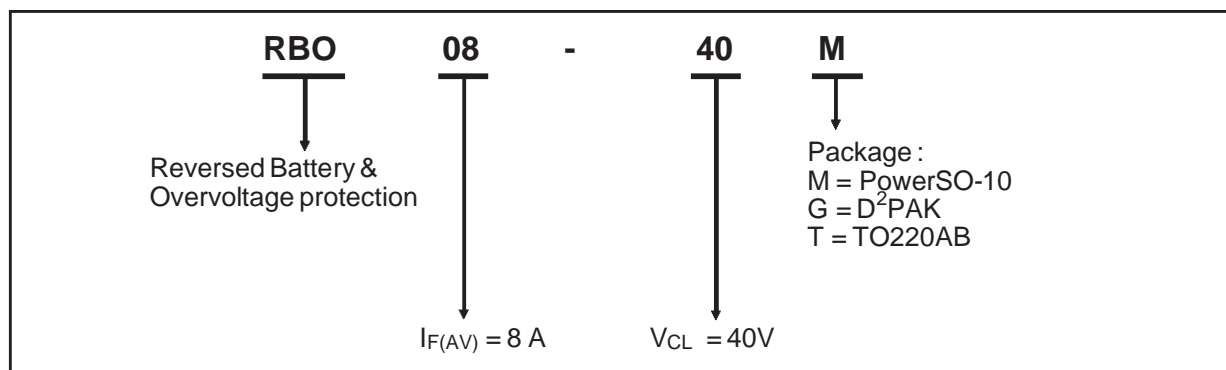 RBO 08 - 40 M
Reversed Battery &
Overvoltage protection
Package :
M = PowerSO-10
G = D²PAK
T = TO220AB
IF(AV) = 8 A
VCL = 40V